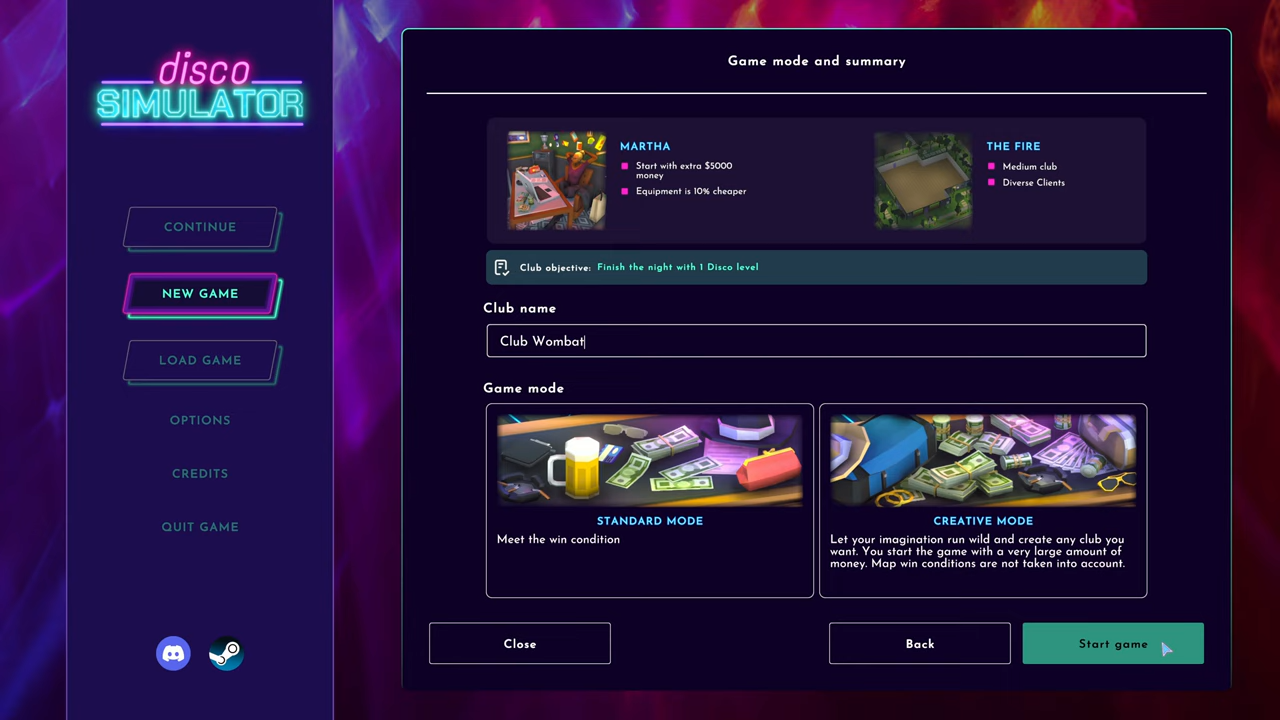 disco
SIMULATOR
CONTINUE
NEW GAME
LOAD GAME
OPTIONS
CREDITS
QUIT GAME
Game mode and summary
MARTHA
Start with extra $5000
money
Equipment is 10% cheaper
THE FIRE
Medium club
Diverse Clients
Club objective: Finish the night with 1 Disco level
Club name
Club Wombat
Game mode
STANDARD MODE
Meet the win condition
CREATIVE MODE
Let your imagination run wild and create any club you
want. You start the game with a very large amount of
money. Map win conditions are not taken into account.
Close
Back
Start game